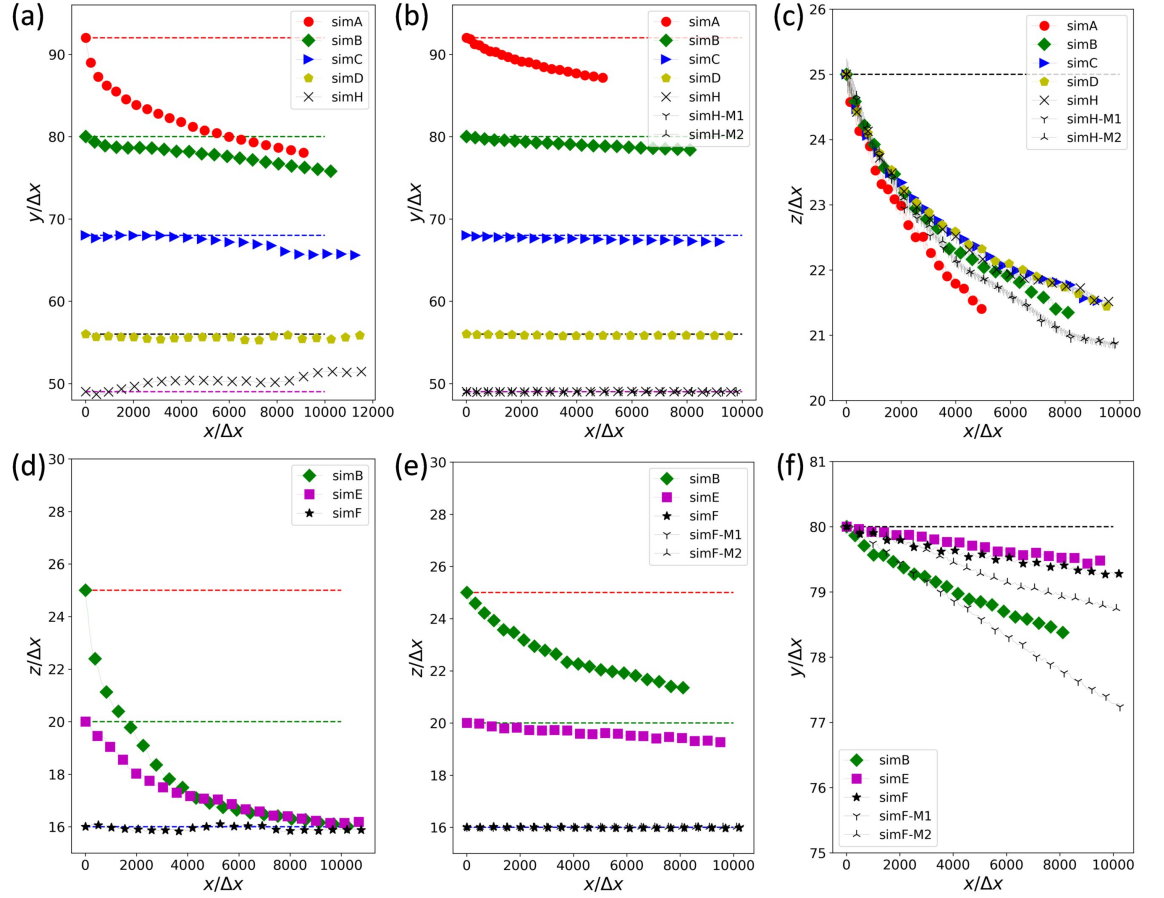 (a)
simA
simB
simC
simD
simH
90
80
70
60
50
y/Δx
0 2000 4000 6000 8000 10000 12000
x/Δx
(b)
simA
simB
simC
simD
simH
simH-M1
simH-M2
90
80
70
60
50
y/Δx
0 2000 4000 6000 8000 10000
x/Δx
(c)
simA
simB
simC
simD
simH
simH-M1
simH-M2
26
25
24
23
22
21
20
z/Δx
0 2000 4000 6000 8000 10000
x/Δx
(d)
simB
simE
simF
30
28
26
24
22
20
18
16
z/Δx
0 2000 4000 6000 8000 10000
x/Δx
(e)
simB
simE
simF
simF-M1
simF-M2
30
28
26
24
22
20
18
16
z/Δx
0 2000 4000 6000 8000 10000
x/Δx
(f)
81
80
79
78
77
76
75
y/Δx
simB
simE
simF
simF-M1
simF-M2
0 2000 4000 6000 8000 10000
x/Δx